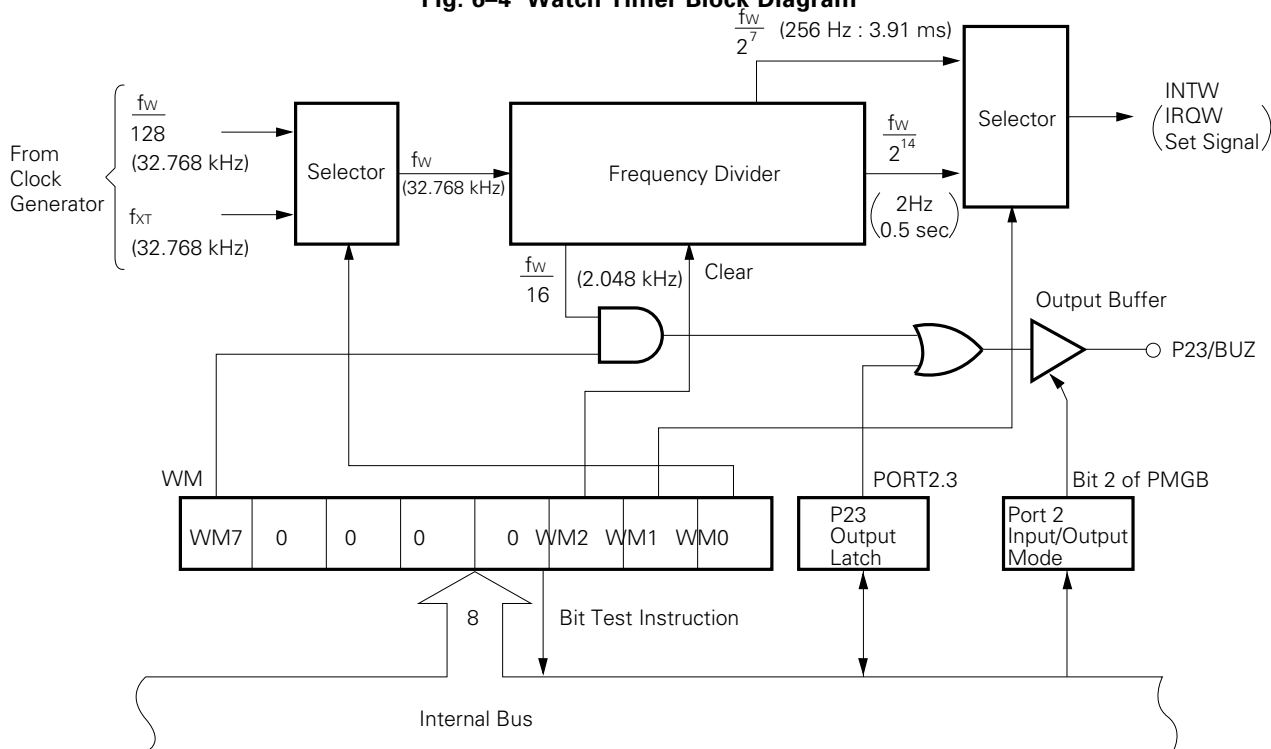 Fig. 6–4 Watch Timer Block Diagram
fW
2^7
(256 Hz : 3.91 ms)
From
Clock
Generator
fW
128
(32.768 kHz)
fXT
(32.768 kHz)
Selector
fW
(32.768 kHz)
Frequency Divider
fW
2^14
2Hz
0.5 sec
Selector
INTW
IRQW
Set Signal
fW
16
(2.048 kHz)
Clear
Output Buffer
P23/BUZ
WM
PORT2.3
Bit 2 of PMGB
WM7 0 0 0 0 WM2 WM1 WM0
P23
Output
Latch
Port 2
Input/Output
Mode
8
Bit Test Instruction
Internal Bus